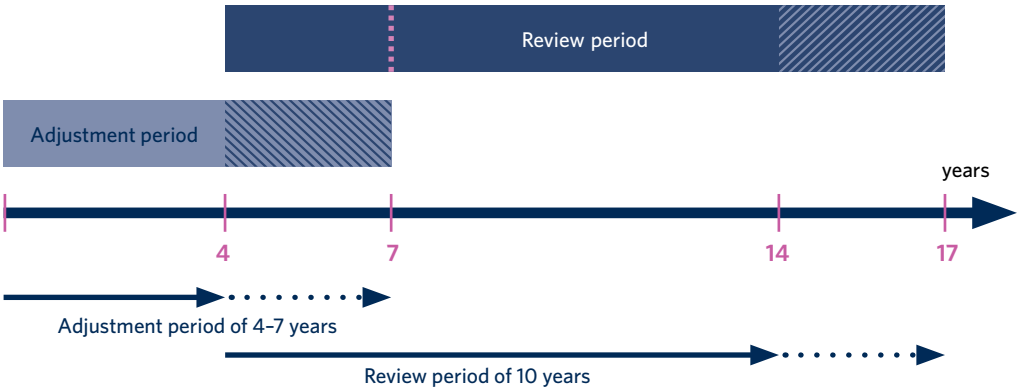 Review period
Adjustment period
years
4
7
14
17
Adjustment period of 4–7 years
Review period of 10 years